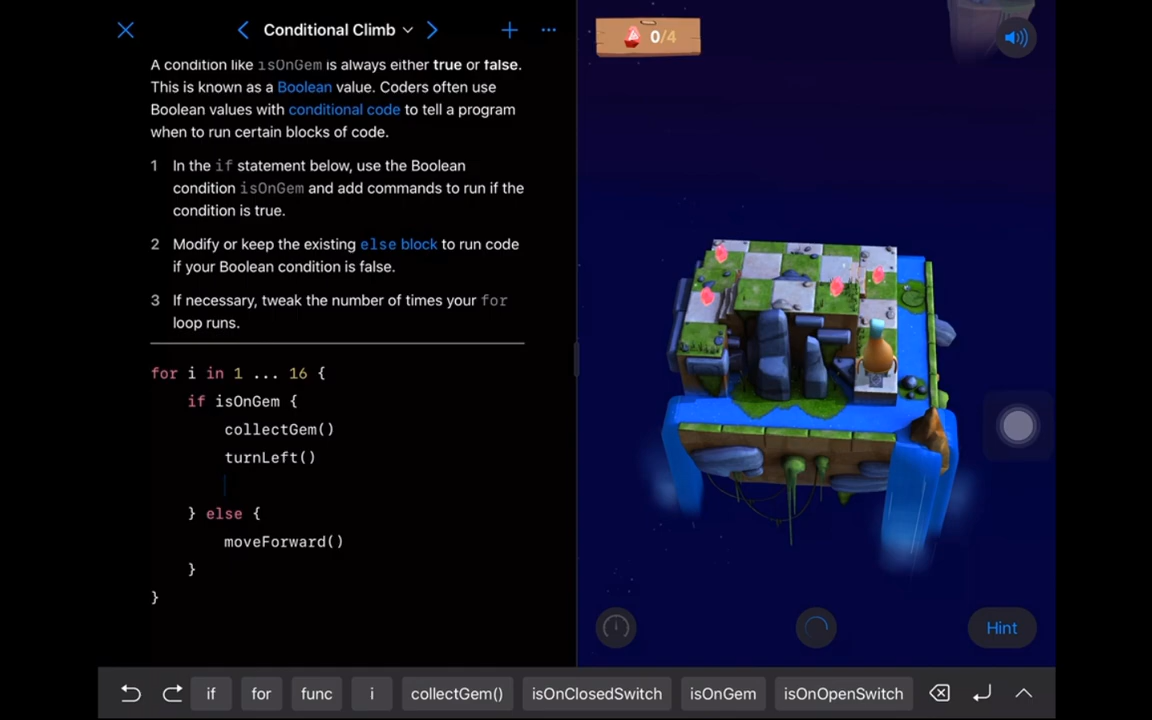 Conditional Climb
0/4
A condition like isOnGem is always either true or false.
This is known as a Boolean value. Coders often use
Boolean values with conditional code to tell a program
when to run certain blocks of code.
1 In the if statement below, use the Boolean
condition isOnGem and add commands to run if the
condition is true.
2 Modify or keep the existing else block to run code
if your Boolean condition is false.
3 If necessary, tweak the number of times your for
loop runs.
for i in 1 ... 16 {
if isOnGem {
collectGem()
turnLeft()
} else {
moveForward()
}
}
Hint
if for func i collectGem() isOnClosedSwitch isOnGem isOnOpenSwitch